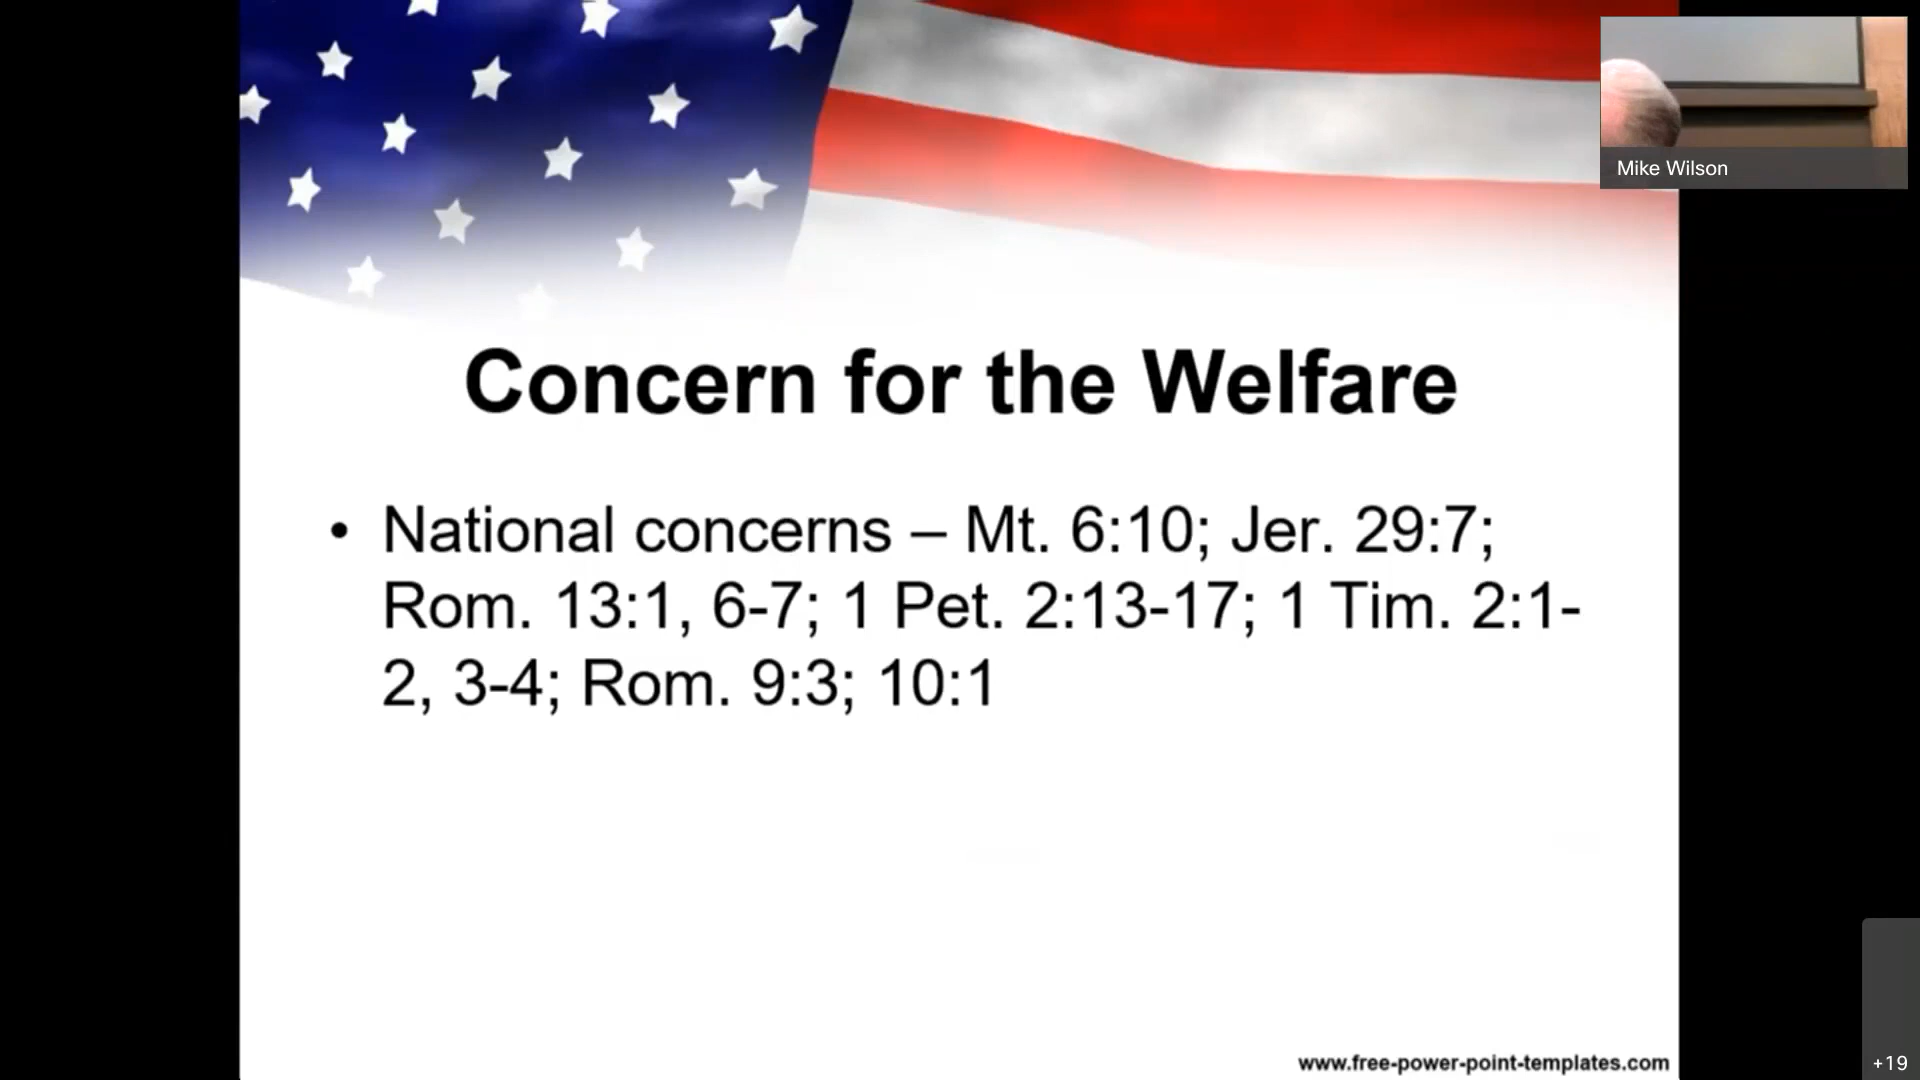 Mike Wilson
Concern for the Welfare
• National concerns – Mt. 6:10; Jer. 29:7;
Rom. 13:1, 6-7; 1 Pet. 2:13-17; 1 Tim. 2:1-
2, 3-4; Rom. 9:3; 10:1
www.free-power-point-templates.com
+19